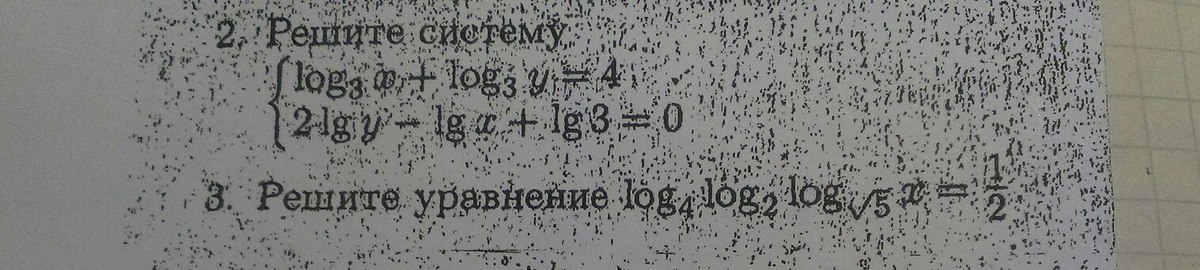 2. Решите систему
{ log₃ x + log₃ y = 4
2 lg y − lg x + lg 3 = 0
3. Решите уравнение log₄ log₂ log_√5 x = 1/2